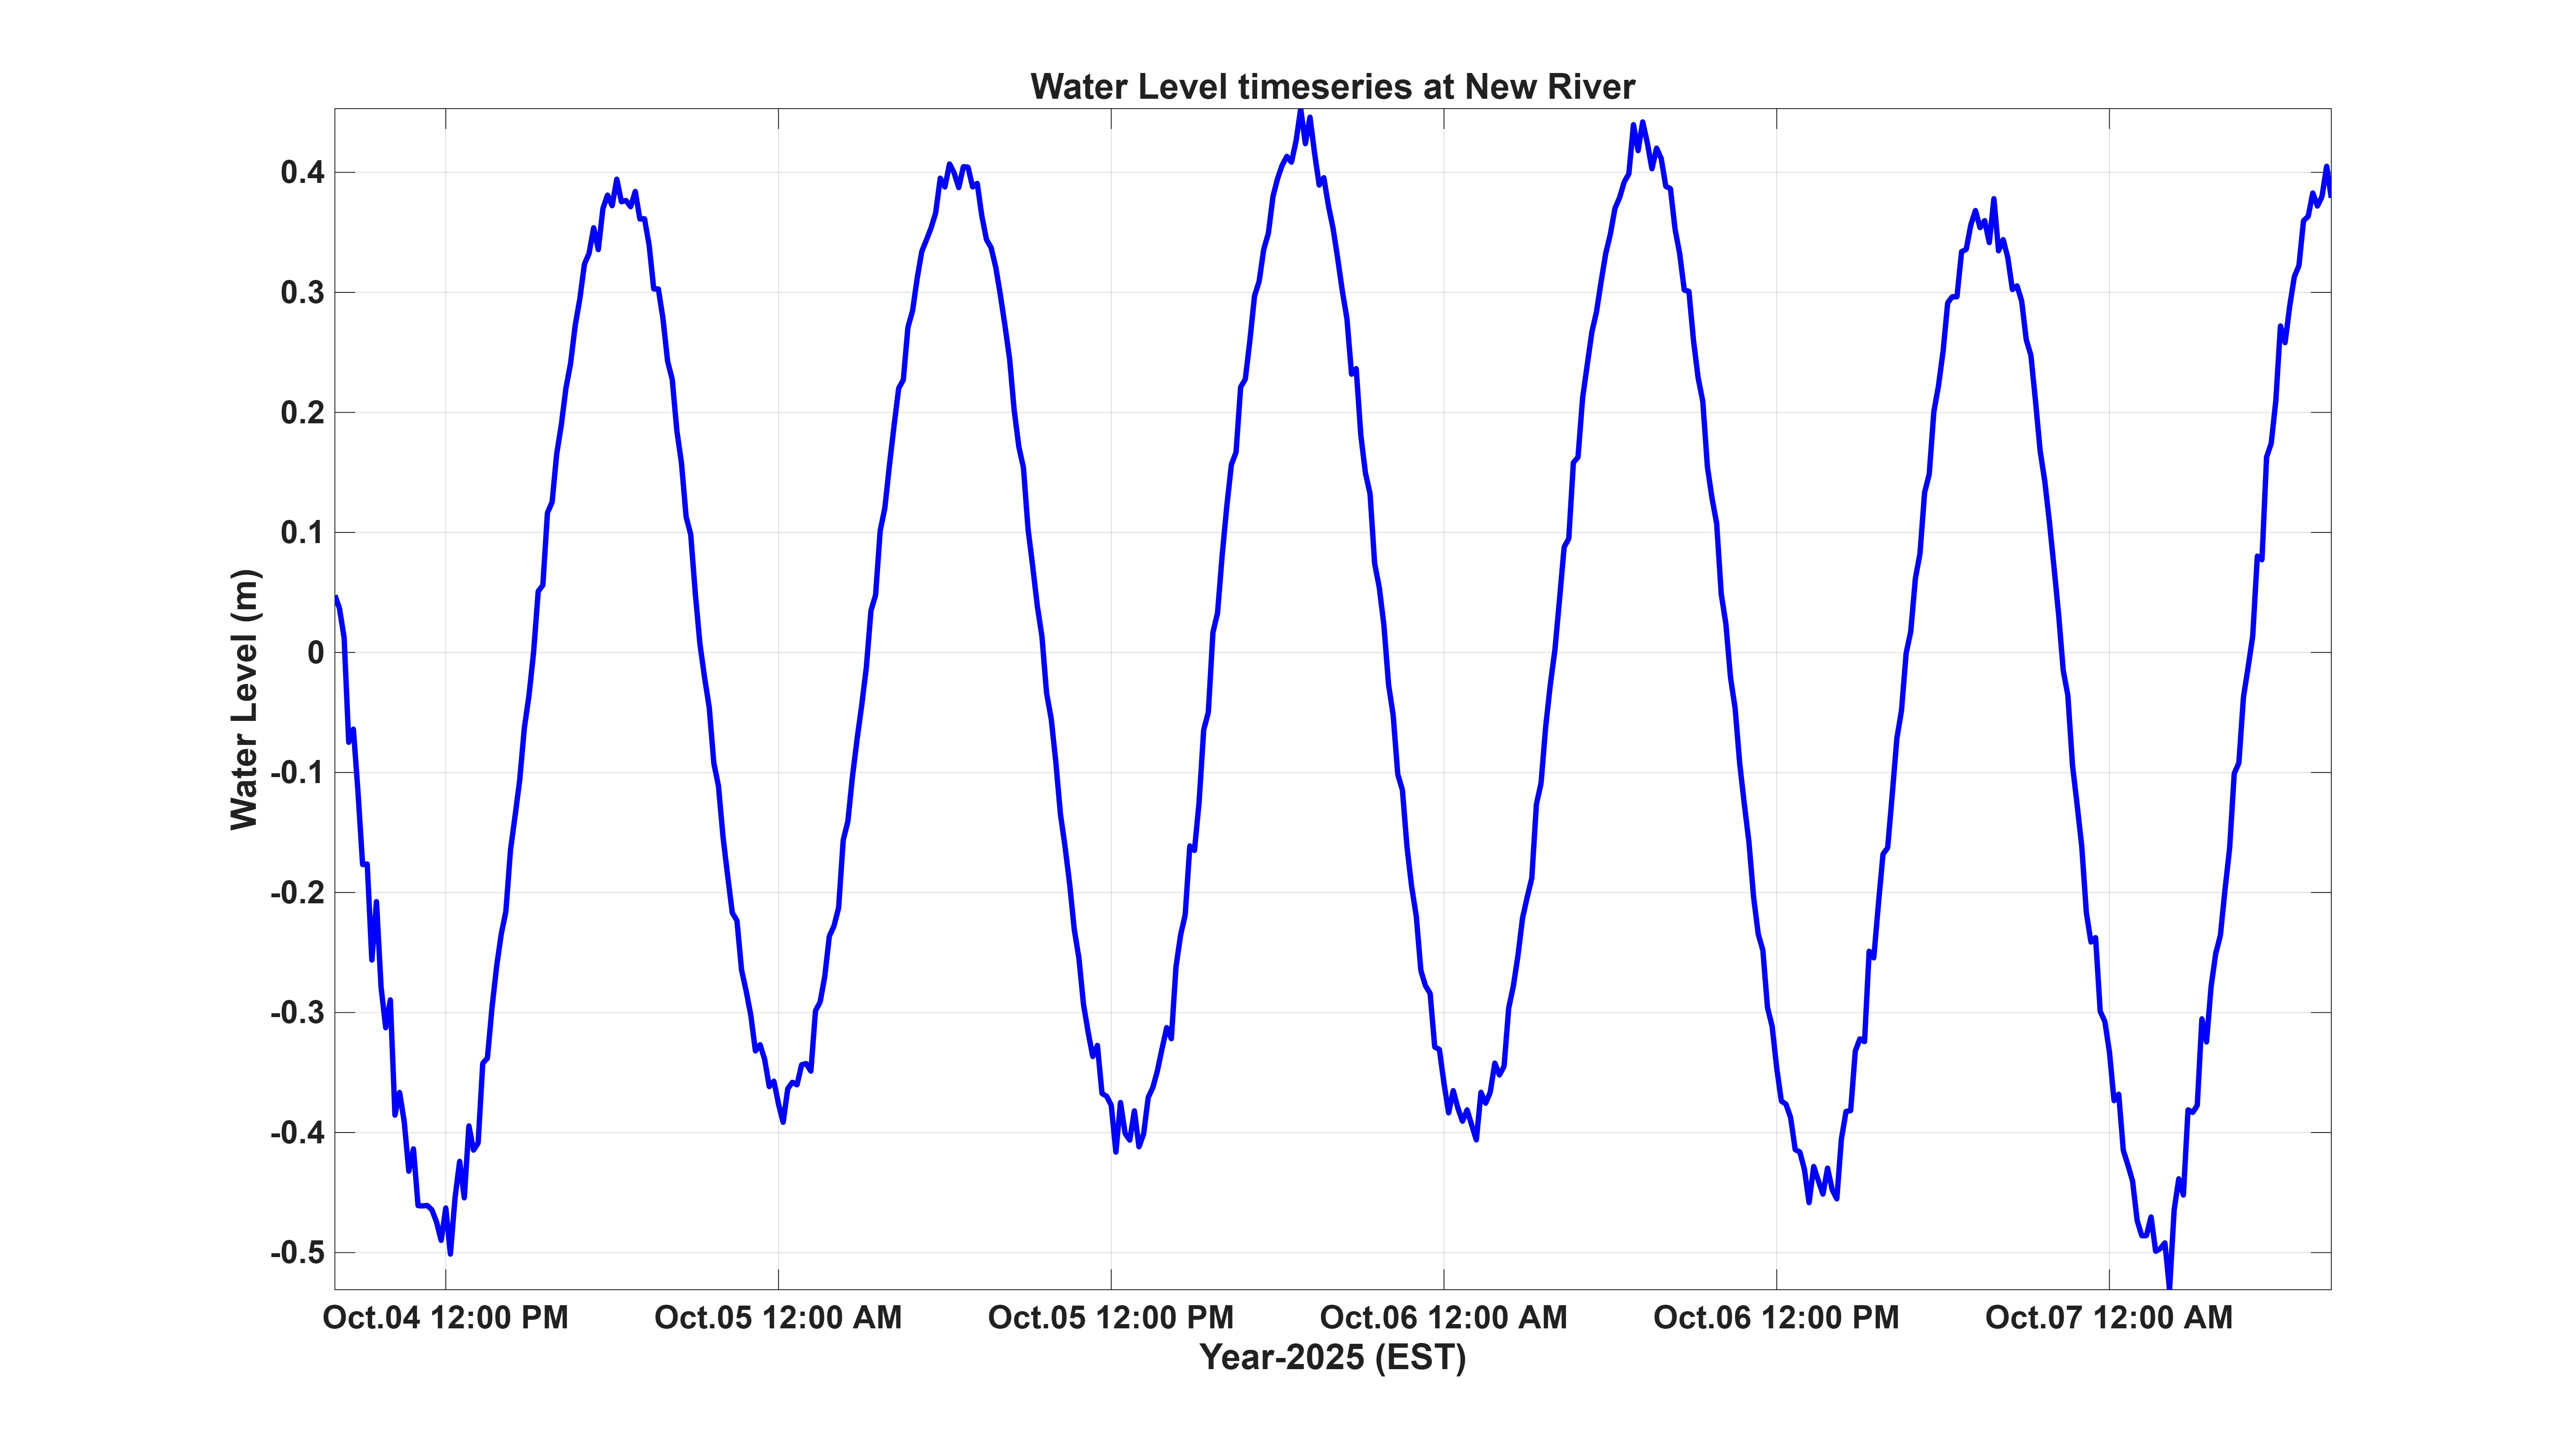 Water Level timeseries at New River
0.4
0.3
0.2
0.1
0
-0.1
-0.2
-0.3
-0.4
-0.5
Water Level (m)
Oct.04 12:00 PM Oct.05 12:00 AM Oct.05 12:00 PM Oct.06 12:00 AM Oct.06 12:00 PM Oct.07 12:00 AM
Year-2025 (EST)